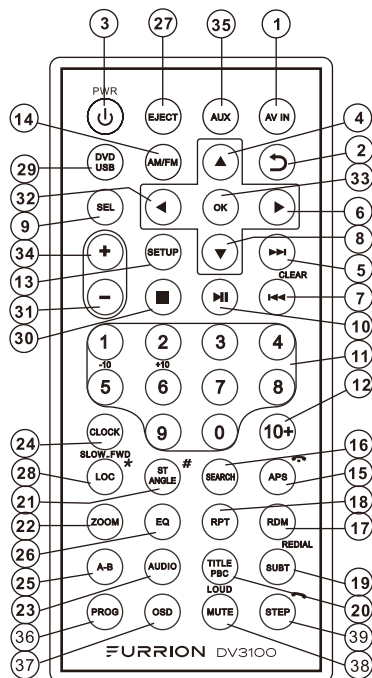 3 27 35 1
PWR
EJECT AUX AV IN
14 4
DVD USB AM/FM 2
29 33
32 OK
SEL 6
9 8
34 + SETUP
13 5
CLEAR
31 − 7
30 10
1 2 3 4
-10 +10 11
5 6 7 8
12
CLOCK 9 0 10+
24 16
SLOW-FWD * #
28 LOC ST ANGLE SEARCH APS 15
21 18
22 ZOOM EQ RPT RDM 17
26 REDIAL
25 A-B AUDIO TITLE PBC SUBT 19
23 LOUD 20
36 PROG OSD MUTE STEP 39
37 FURRION DV3100 38